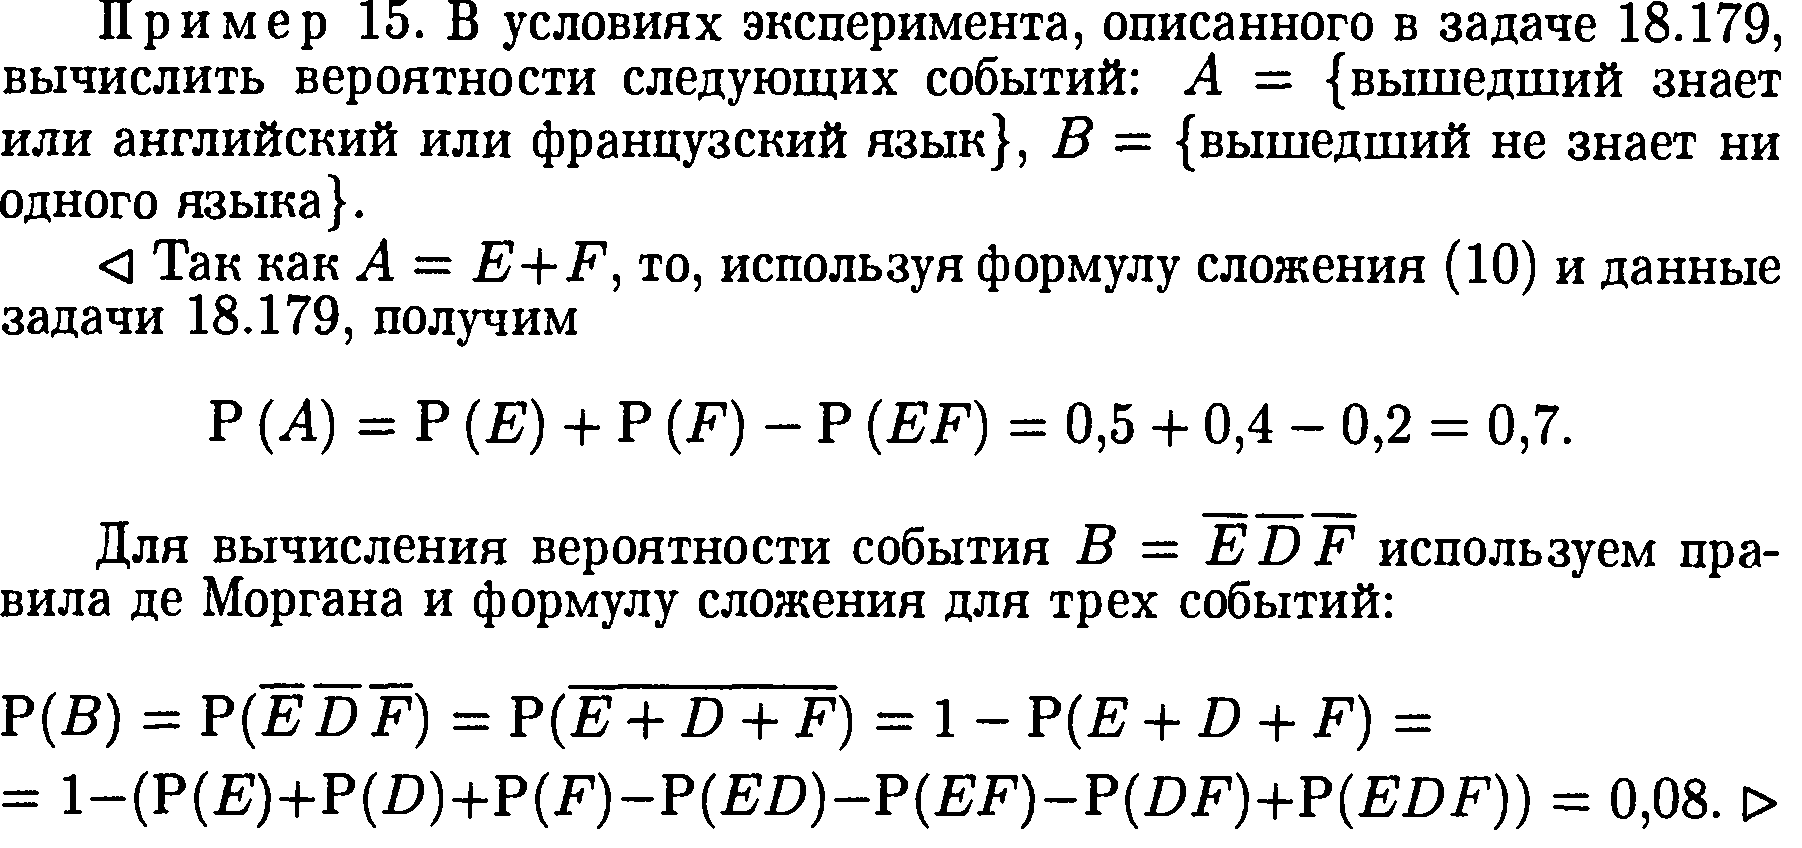 Пример 15. В условиях эксперимента, описанного в задаче 18.179,
вычислить вероятности следующих событий: A = {вышедший знает
или английский или французский язык}, B = {вышедший не знает ни
одного языка}.
◁ Так как A = E+F, то, используя формулу сложения (10) и данные
задачи 18.179, получим
P (A) = P (E) + P (F) − P (EF) = 0,5 + 0,4 − 0,2 = 0,7.
Для вычисления вероятности события B = E̅ D̅ F̅ используем пра-
вила де Моргана и формулу сложения для трех событий:
P(B) = P(E̅ D̅ F̅) = P(\overline{E + D + F}) = 1 − P(E + D + F) =
= 1−(P(E)+P(D)+P(F)−P(ED)−P(EF)−P(DF)+P(EDF)) = 0,08. ▷